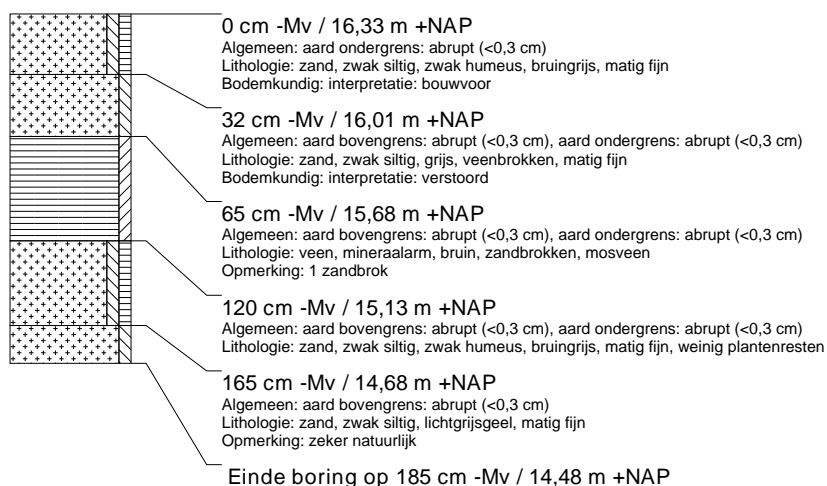 0 cm -Mv / 16,33 m +NAP
Algemeen: aard ondergrens: abrupt (<0,3 cm)
Lithologie: zand, zwak siltig, zwak humeus, bruingrijs, matig fijn
Bodemkundig: interpretatie: bouwvoor
32 cm -Mv / 16,01 m +NAP
Algemeen: aard bovengrens: abrupt (<0,3 cm), aard ondergrens: abrupt (<0,3 cm)
Lithologie: zand, zwak siltig, grijs, veenbrokken, matig fijn
Bodemkundig: interpretatie: verstoord
65 cm -Mv / 15,68 m +NAP
Algemeen: aard bovengrens: abrupt (<0,3 cm), aard ondergrens: abrupt (<0,3 cm)
Lithologie: veen, mineraalarm, bruin, zandbrokken, mosveen
Opmerking: 1 zandbrok
120 cm -Mv / 15,13 m +NAP
Algemeen: aard bovengrens: abrupt (<0,3 cm), aard ondergrens: abrupt (<0,3 cm)
Lithologie: zand, zwak siltig, zwak humeus, bruingrijs, matig fijn, weinig plantenresten
165 cm -Mv / 14,68 m +NAP
Algemeen: aard bovengrens: abrupt (<0,3 cm)
Lithologie: zand, zwak siltig, lichtgrijsgeel, matig fijn
Opmerking: zeker natuurlijk
Einde boring op 185 cm -Mv / 14,48 m +NAP